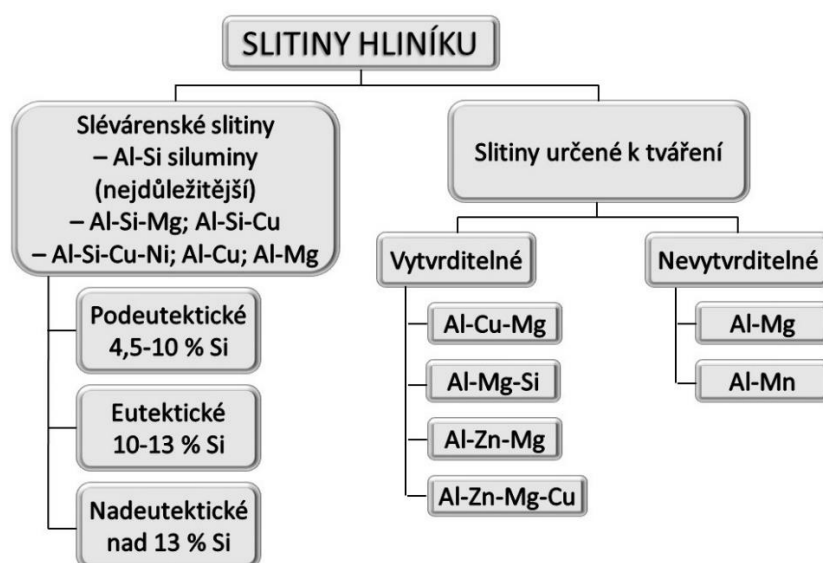 SLITINY HLINÍKU
Slévárenské slitiny
– Al-Si siluminy
(nejdůležitější)
– Al-Si-Mg; Al-Si-Cu
– Al-Si-Cu-Ni; Al-Cu; Al-Mg
Podeutektické
4,5-10 % Si
Eutektické
10-13 % Si
Nadeutektické
nad 13 % Si
Slitiny určené k tváření
Vytvrditelné
Al-Cu-Mg
Al-Mg-Si
Al-Zn-Mg
Al-Zn-Mg-Cu
Nevytvrditelné
Al-Mg
Al-Mn